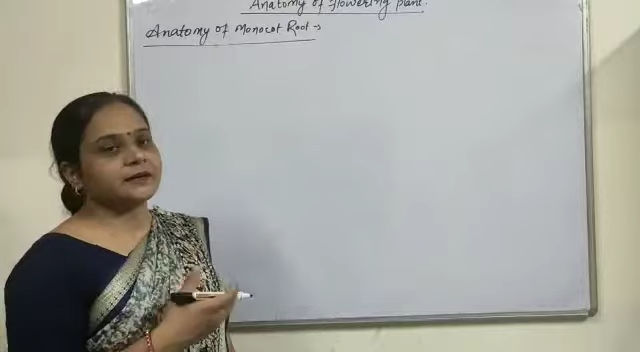 Anatomy of flowering plant.
Anatomy of Monocot Root →